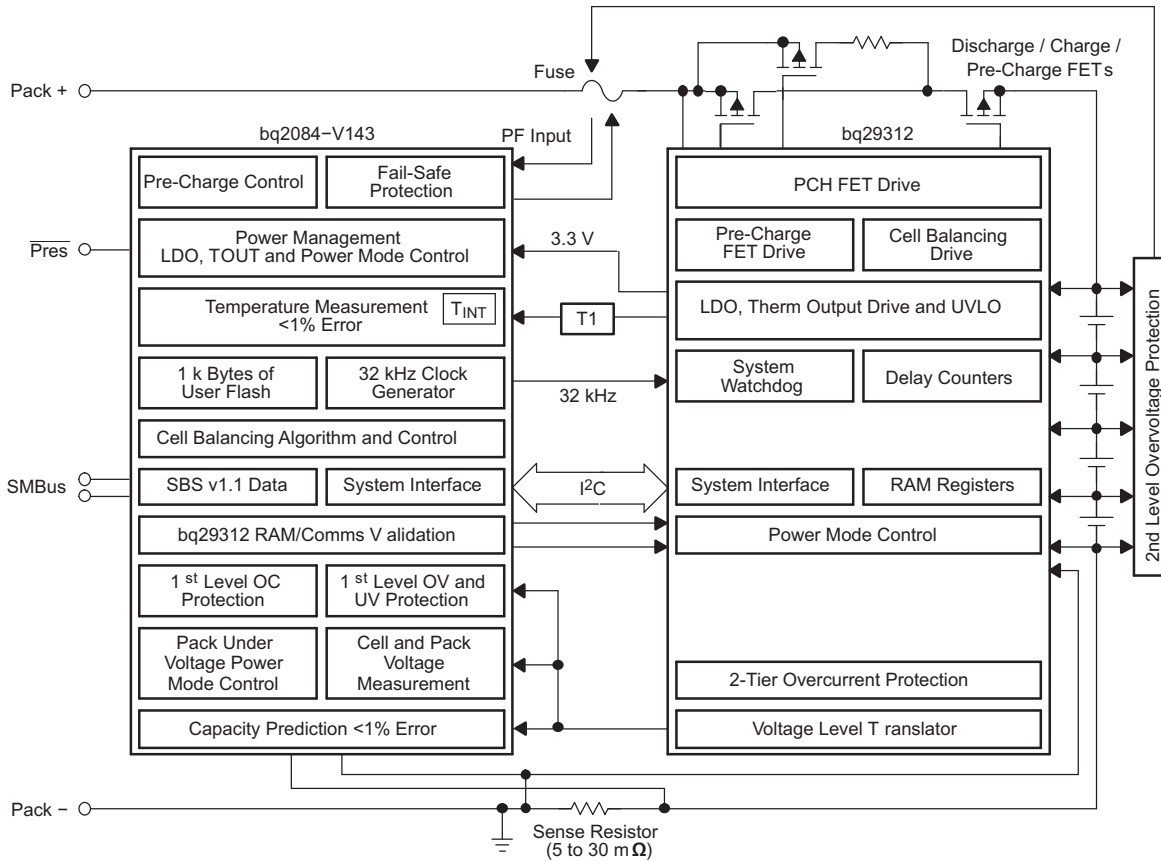 Discharge / Charge /
Pre-Charge FETs
Fuse
Pack +
bq2084−V143
PF Input
bq29312
Pre-Charge Control
Fail-Safe
Protection
PCH FET Drive
Pres
Power Management
LDO, TOUT and Power Mode Control
3.3 V
Pre-Charge
FET Drive
Cell Balancing
Drive
Temperature Measurement
<1% Error
TINT
T1
LDO, Therm Output Drive and UVLO
1 k Bytes of
User Flash
32 kHz Clock
Generator
32 kHz
System
Watchdog
Delay Counters
2nd Level Overvoltage Protection
Cell Balancing Algorithm and Control
SMBus
SBS v1.1 Data
System Interface
I2C
System Interface
RAM Registers
bq29312 RAM/Comms V alidation
Power Mode Control
1 st Level OC
Protection
1 st Level OV and
UV Protection
Pack Under
Voltage Power
Mode Control
Cell and Pack
Voltage
Measurement
2-Tier Overcurrent Protection
Capacity Prediction <1% Error
Voltage Level T ranslator
Pack −
Sense Resistor
(5 to 30 m Ω)